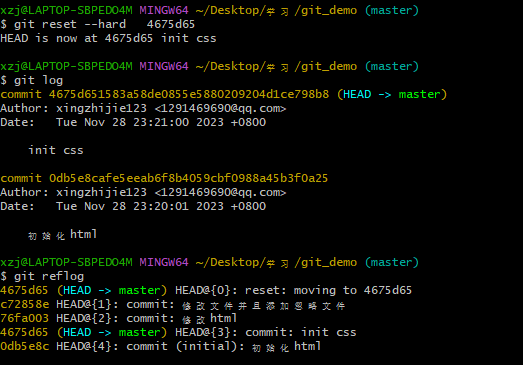 xzj@LAPTOP-SBPEDO4M MINGW64 ~/Desktop/学习/git_demo (master)
$ git reset --hard   4675d65
HEAD is now at 4675d65 init css
xzj@LAPTOP-SBPEDO4M MINGW64 ~/Desktop/学习/git_demo (master)
$ git log
commit 4675d651583a58de0855e5880209204d1ce798b8 (HEAD -> master)
Author: xingzhijie123 <1291469690@qq.com>
Date:   Tue Nov 28 23:21:00 2023 +0800
init css
commit 0db5e8cafe5eeab6f8b4059cbf0988a45b3f0a25
Author: xingzhijie123 <1291469690@qq.com>
Date:   Tue Nov 28 23:20:01 2023 +0800
初始化html
xzj@LAPTOP-SBPEDO4M MINGW64 ~/Desktop/学习/git_demo (master)
$ git reflog
4675d65 (HEAD -> master) HEAD@{0}: reset: moving to 4675d65
c72858e HEAD@{1}: commit: 修改文件并且添加忽略文件
76fa003 HEAD@{2}: commit: 修改html
4675d65 (HEAD -> master) HEAD@{3}: commit: init css
0db5e8c HEAD@{4}: commit (initial): 初始化html